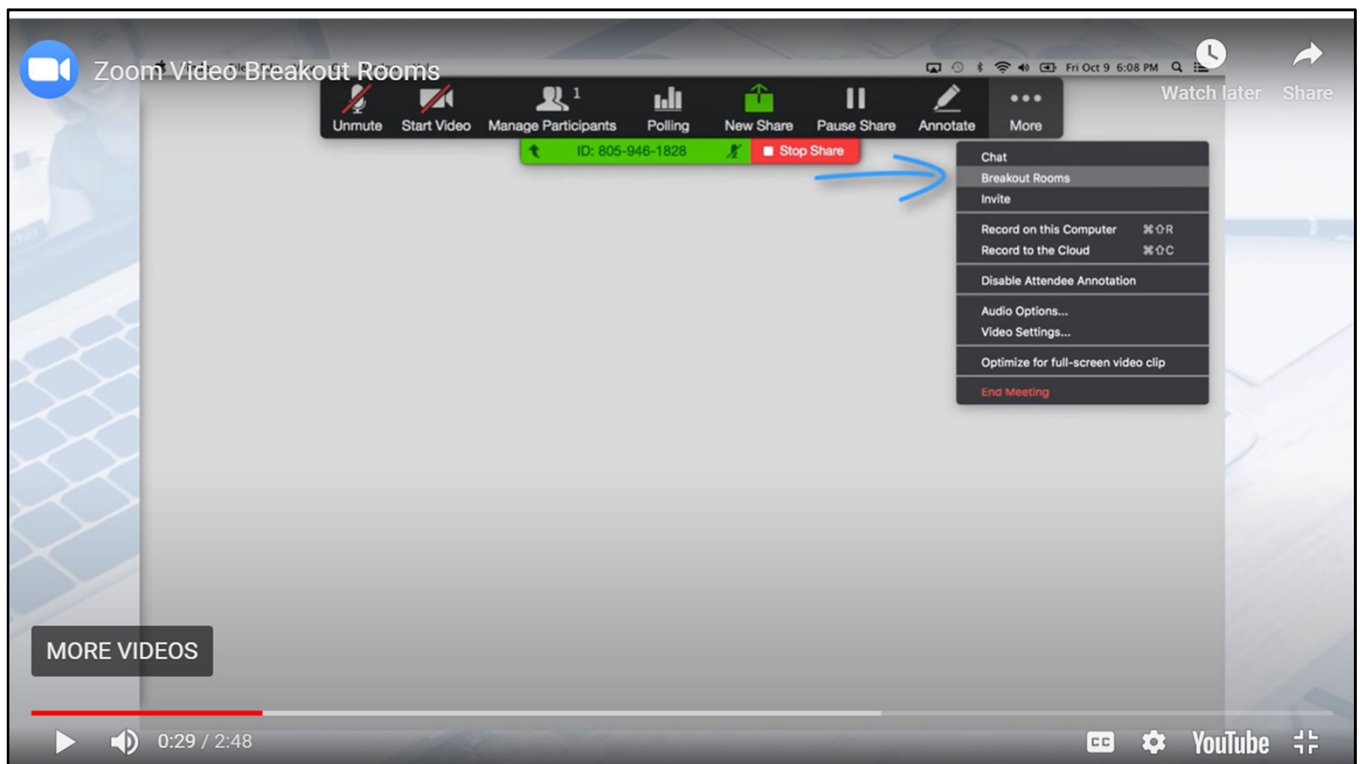 Zoom Video Breakout Rooms
Fri Oct 9 6:08 PM
Watch later Share
1
Unmute Start Video Manage Participants Polling New Share Pause Share Annotate More
ID: 805-946-1828 Stop Share
Chat
Breakout Rooms
Invite
Record on this Computer ⌘⇧R
Record to the Cloud ⌘⇧C
Disable Attendee Annotation
Audio Options...
Video Settings...
Optimize for full-screen video clip
End Meeting
MORE VIDEOS
0:29 / 2:48 CC YouTube